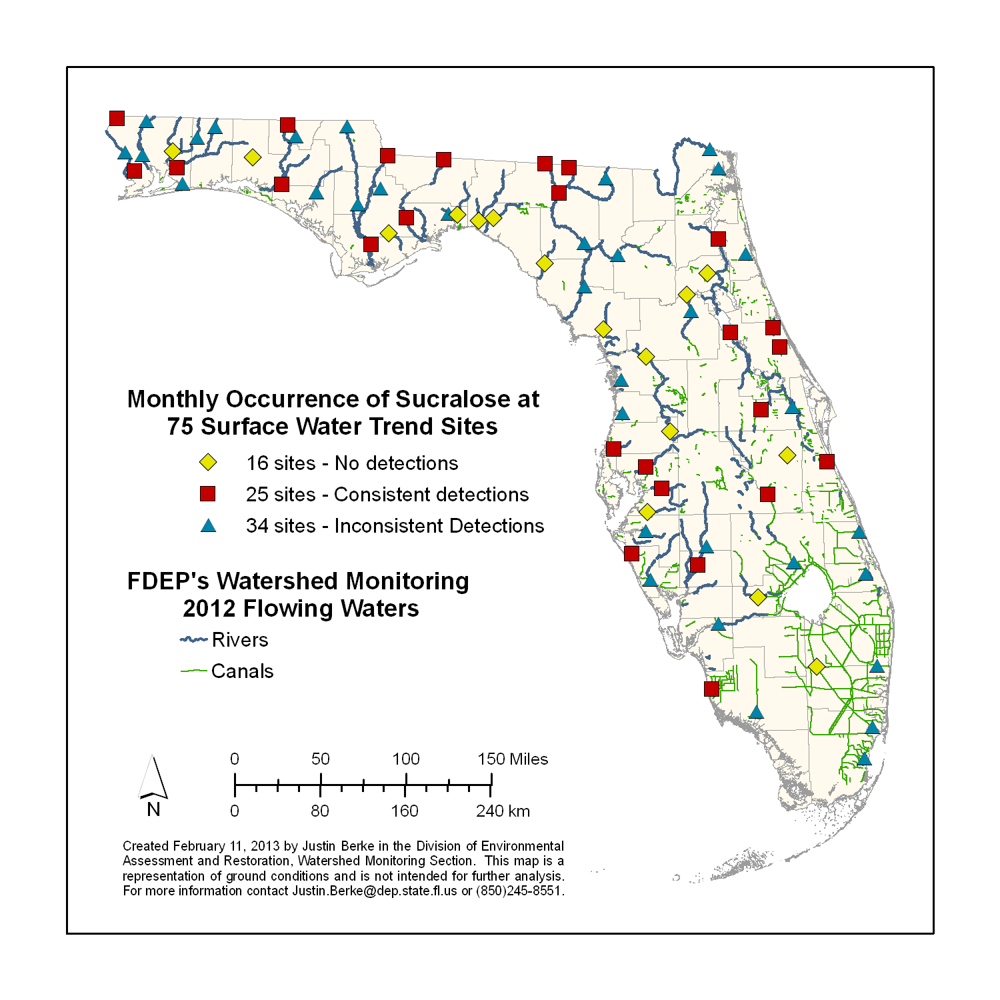 Monthly Occurrence of Sucralose at
75 Surface Water Trend Sites
16 sites - No detections
25 sites - Consistent detections
34 sites - Inconsistent Detections
FDEP's Watershed Monitoring
2012 Flowing Waters
Rivers
Canals
0 50 100 150 Miles
0 80 160 240 km
N
Created February 11, 2013 by Justin Berke in the Division of Environmental
Assessment and Restoration, Watershed Monitoring Section. This map is a
representation of ground conditions and is not intended for further analysis.
For more information contact Justin.Berke@dep.state.fl.us or (850)245-8551.